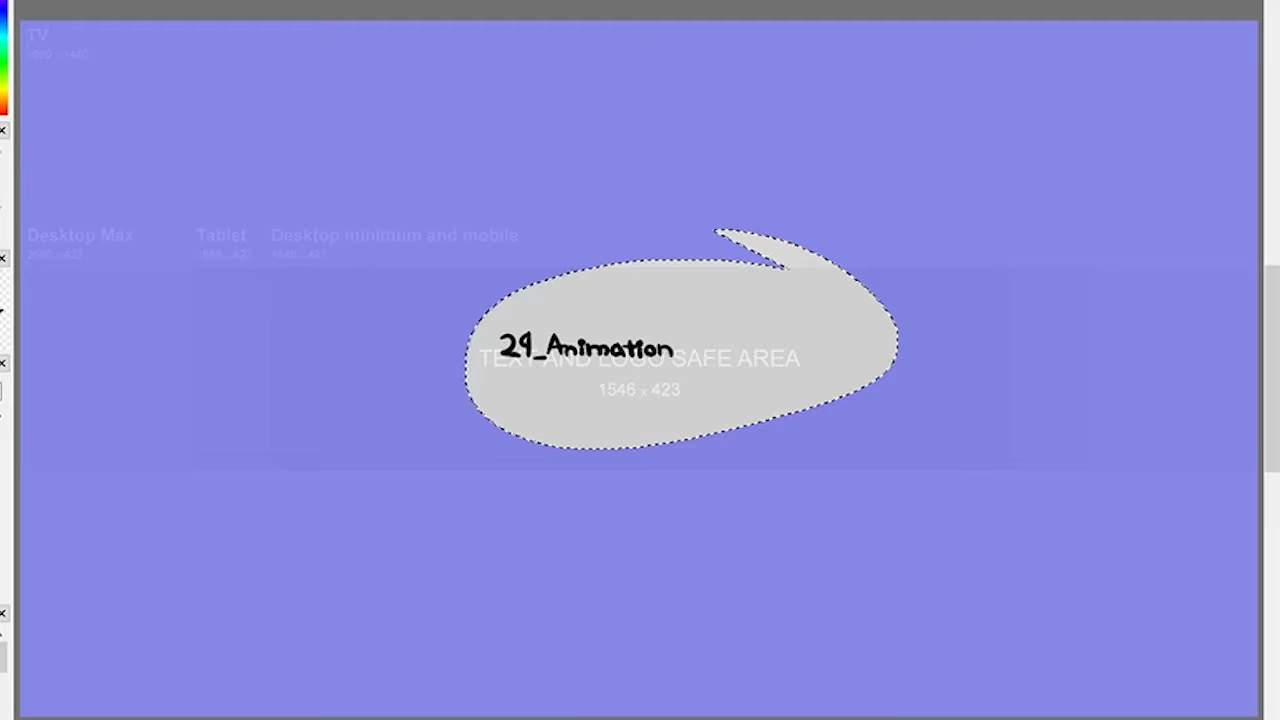 TV
Desktop Max
Tablet
Desktop minimum and mobile
29_Animation
TEXT AND LOGO SAFE AREA
1546 x 423